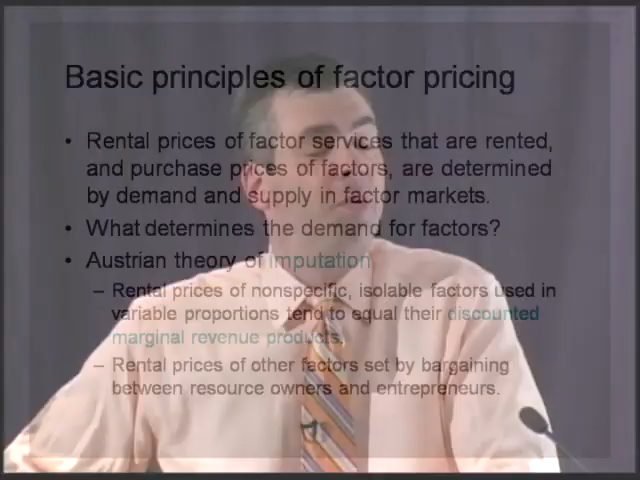 Basic principles of factor pricing
• Rental prices of factor services that are rented,
and purchase prices of factors, are determined
by demand and supply in factor markets.
• What determines the demand for factors?
• Austrian theory of imputation
– Rental prices of nonspecific, isolable factors used in
variable proportions tend to equal their discounted
marginal revenue products.
– Rental prices of other factors set by bargaining
between resource owners and entrepreneurs.